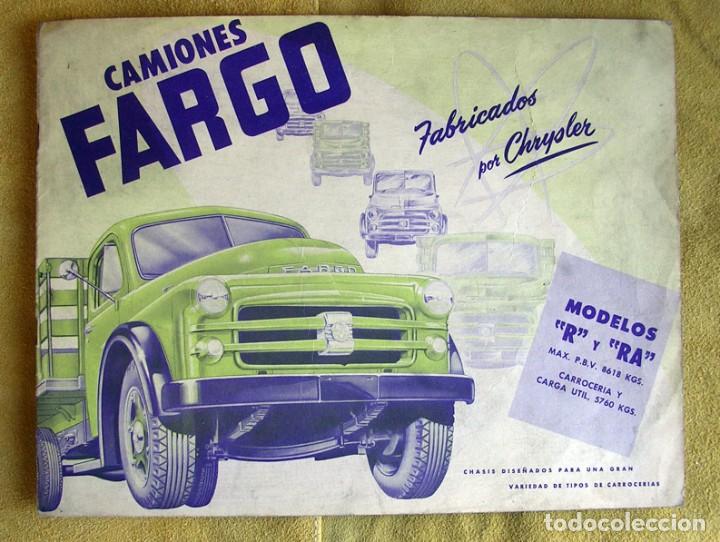 CAMIONES
FARGO
Fabricados
por Chrysler
FARGO
MODELOS
"R" Y "RA"
MAX. P.B.V. 8618 KGS.
CARROCERIA Y
CARGA UTIL, 5760 KGS.
CHASIS DISEÑADOS PARA UNA GRAN
VARIEDAD DE TIPOS DE CARROCERIAS
todocoleccion